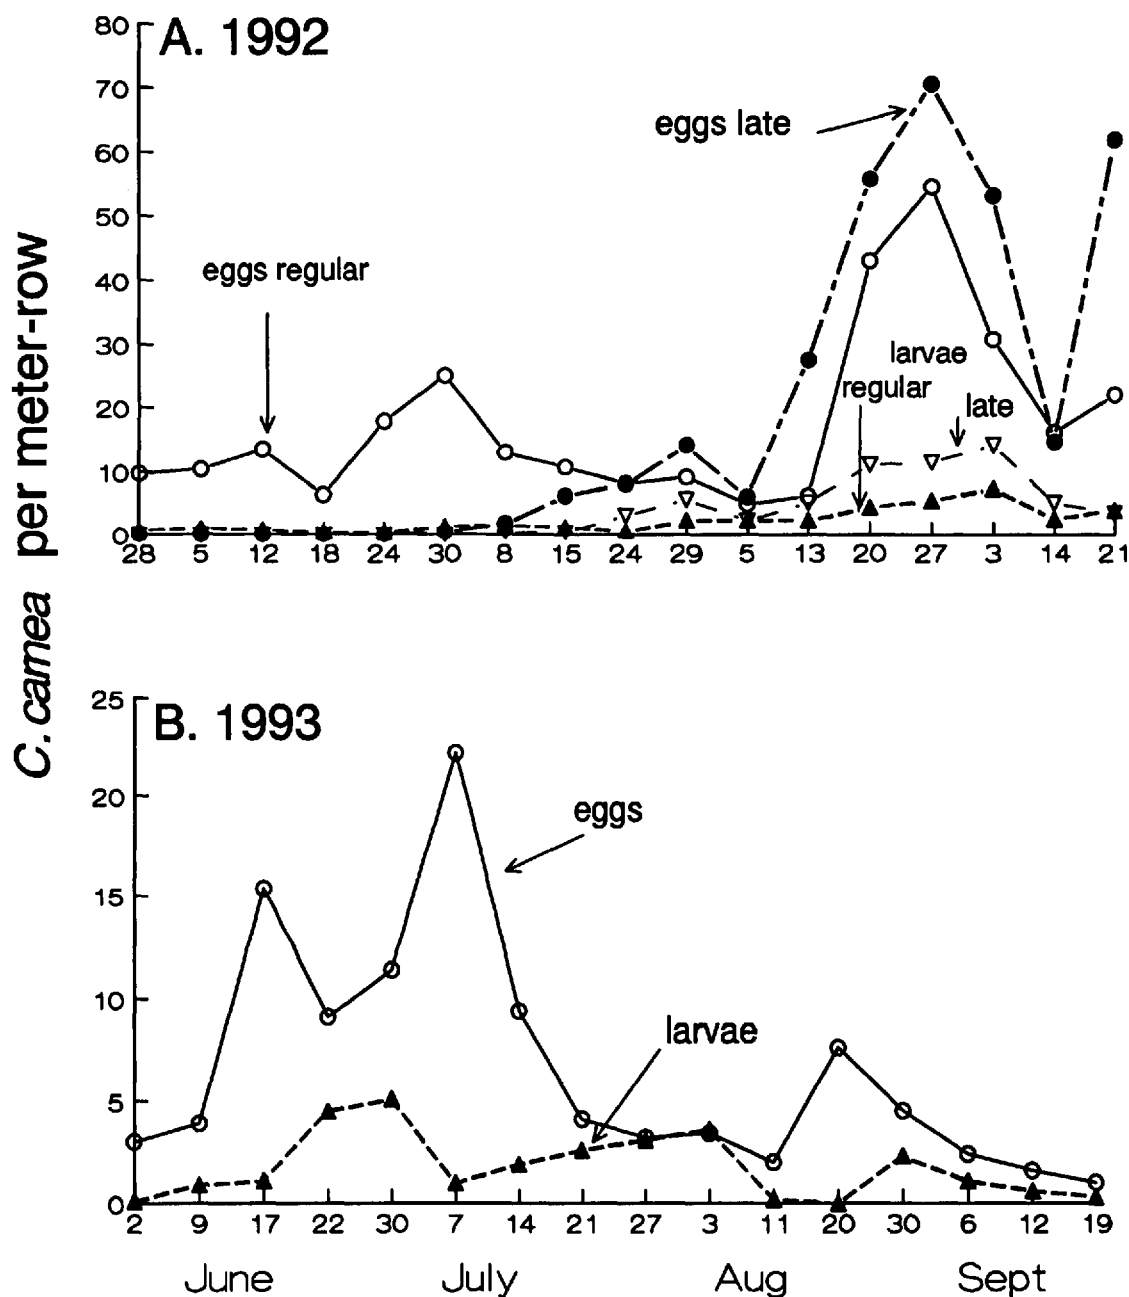 C. carnea per meter-row
A. 1992
80
70
60
50
40
30
20
10
0
eggs late
eggs regular
larvae
regular
late
28 5 12 18 24 30 8 15 24 29 5 13 20 27 3 14 21
B. 1993
25
20
15
10
5
0
eggs
larvae
2 9 17 22 30 7 14 21 27 3 11 20 30 6 12 19
June July Aug Sept